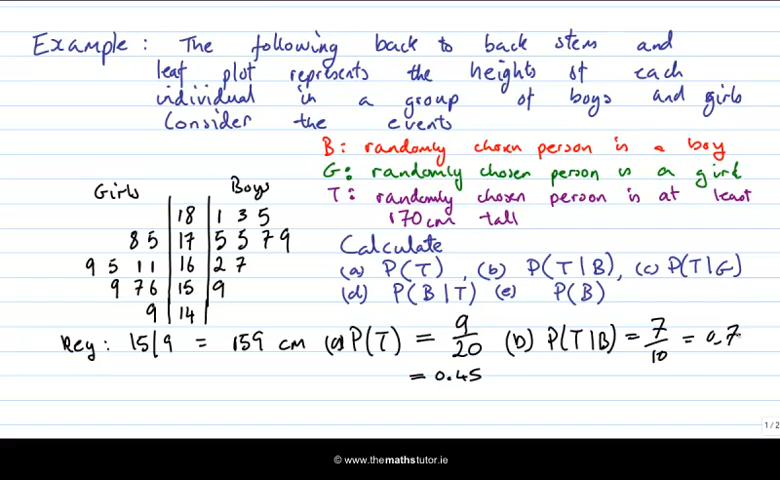 Example: The following back to back stem and
leaf plot represents the heights of each
individual in a group of boys and girls
Consider the events
B: randomly chosen person is a boy
G: randomly chosen person is a girl
T: randomly chosen person is at least
170cm tall
Girls Boys
18 1 3 5
8 5 17 5 5 7 9
9 5 1 1 16 2 7
9 7 6 15 9
9 14
Calculate
(a) P(T), (b) P(T|B), (c) P(T|G)
(d) P(B|T) (e) P(B)
Key: 15|9 = 159 cm (a) P(T) = 9/20 (b) P(T|B) = 7/10 = 0.7
= 0.45
1/2
© www.themathstutor.ie